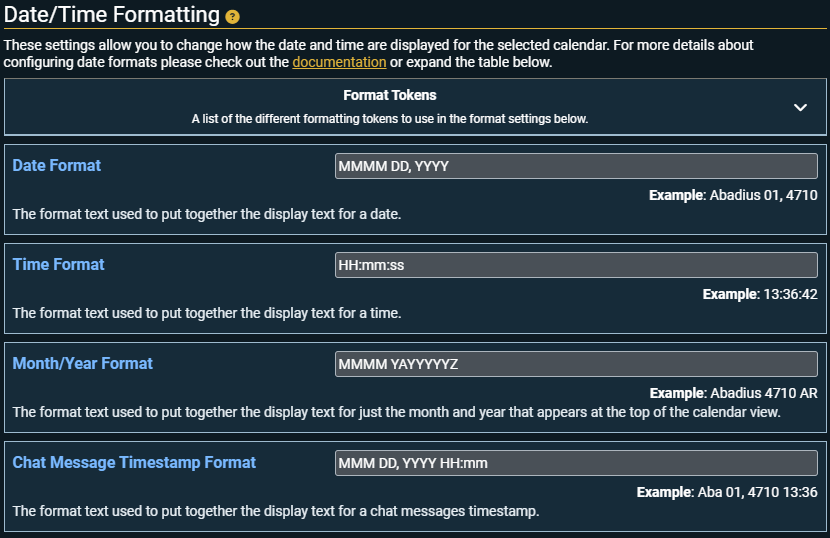 Date/Time Formatting ?
These settings allow you to change how the date and time are displayed for the selected calendar. For more details about
configuring date formats please check out the documentation or expand the table below.
Format Tokens
A list of the different formatting tokens to use in the format settings below.
Date Format MMMM DD, YYYY
Example: Abadius 01, 4710
The format text used to put together the display text for a date.
Time Format HH:mm:ss
Example: 13:36:42
The format text used to put together the display text for a time.
Month/Year Format MMMM YAYYYYYZ
Example: Abadius 4710 AR
The format text used to put together the display text for just the month and year that appears at the top of the calendar view.
Chat Message Timestamp Format MMM DD, YYYY HH:mm
Example: Aba 01, 4710 13:36
The format text used to put together the display text for a chat messages timestamp.